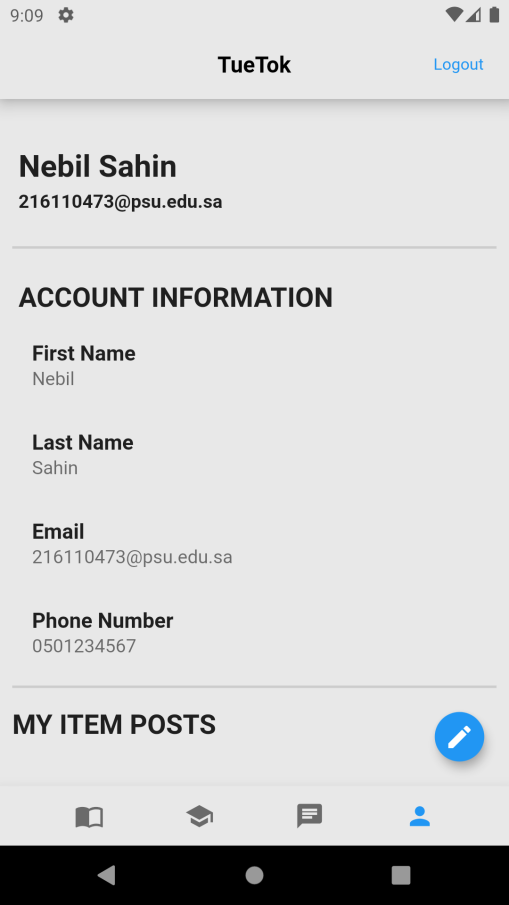 9:09
TueTok
Logout
Nebil Sahin
216110473@psu.edu.sa
ACCOUNT INFORMATION
First Name
Nebil
Last Name
Sahin
Email
216110473@psu.edu.sa
Phone Number
0501234567
MY ITEM POSTS